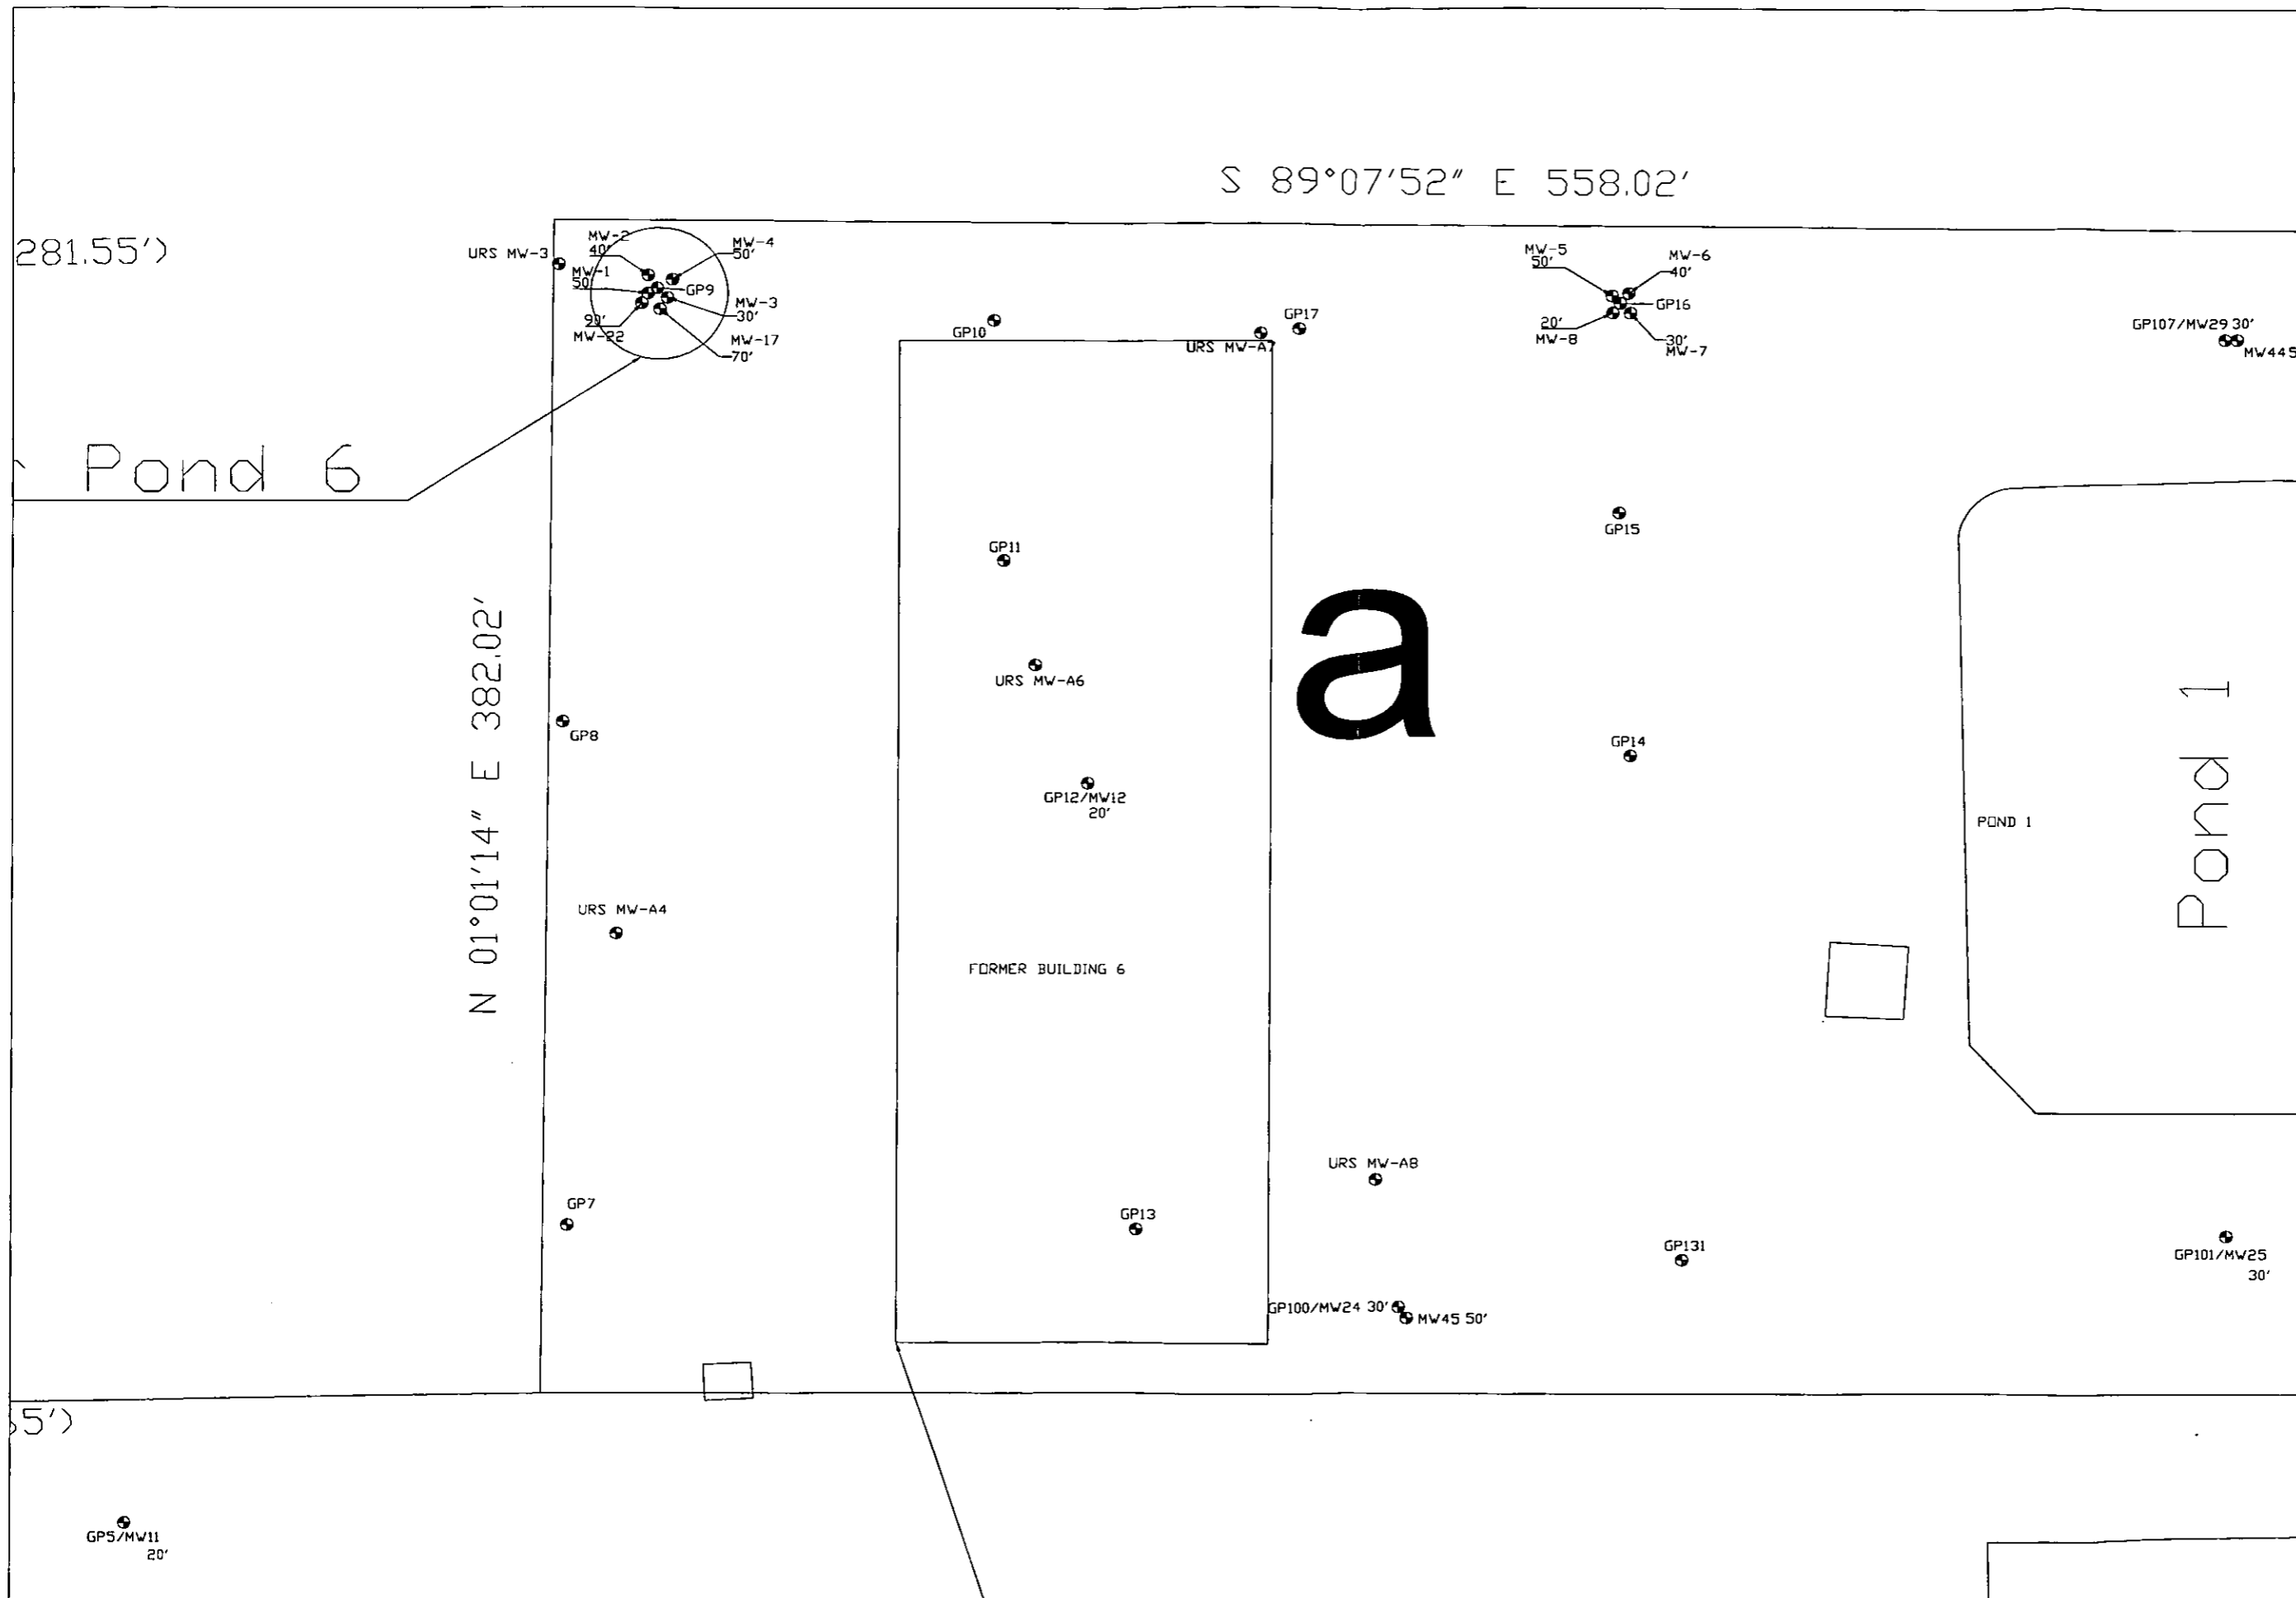 S 89°07'52" E 558.02'
281.55')
URS MW-3
MW-2
40'
MW-4
50'
MW-1
50'
GP9
MW-3
30'
90'
MW-22
MW-17
70'
GP10
URS MW-A7
GP17
MW-5
50'
MW-6
40'
GP16
20'
MW-8
30'
MW-7
GP107/MW29 30'
MW44 5
Pond 6
GP15
GP11
a
N 01°01'14" E 382.02'
URS MW-A6
GP8
GP14
GP12/MW12
20'
POND 1
Pond 1
URS MW-A4
FORMER BUILDING 6
URS MW-A8
GP7
GP13
GP131
GP101/MW25
30'
GP100/MW24 30'
MW45 50'
5')
GP5/MW11
20'